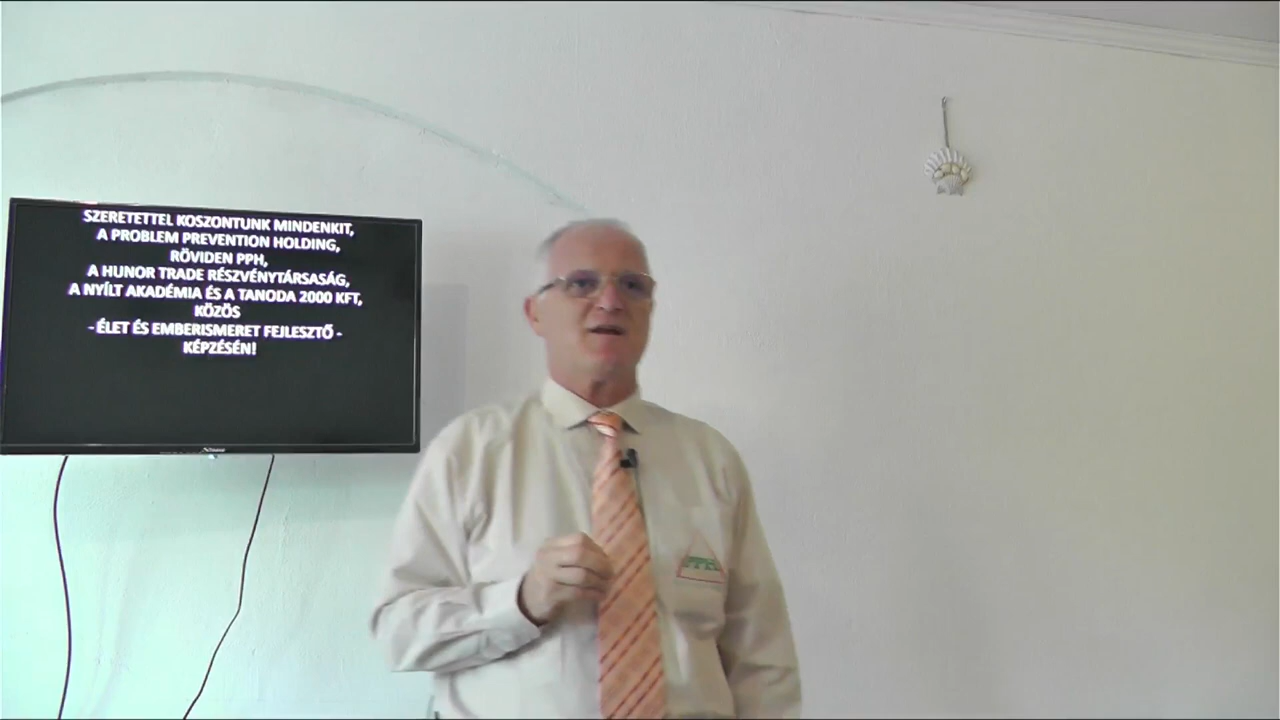 SZERETETTEL KOSZONTUNK MINDENKIT,
A PROBLEM PREVENTION HOLDING,
RÖVIDEN PPH,
A HUNOR TRADE RÉSZVÉNYTÁRSASÁG,
A NYÍLT AKADÉMIA ÉS A TANODA 2000 KFT,
KÖZÖS
- ÉLET ÉS EMBERISMERET FEJLESZTŐ -
KÉPZÉSÉN!